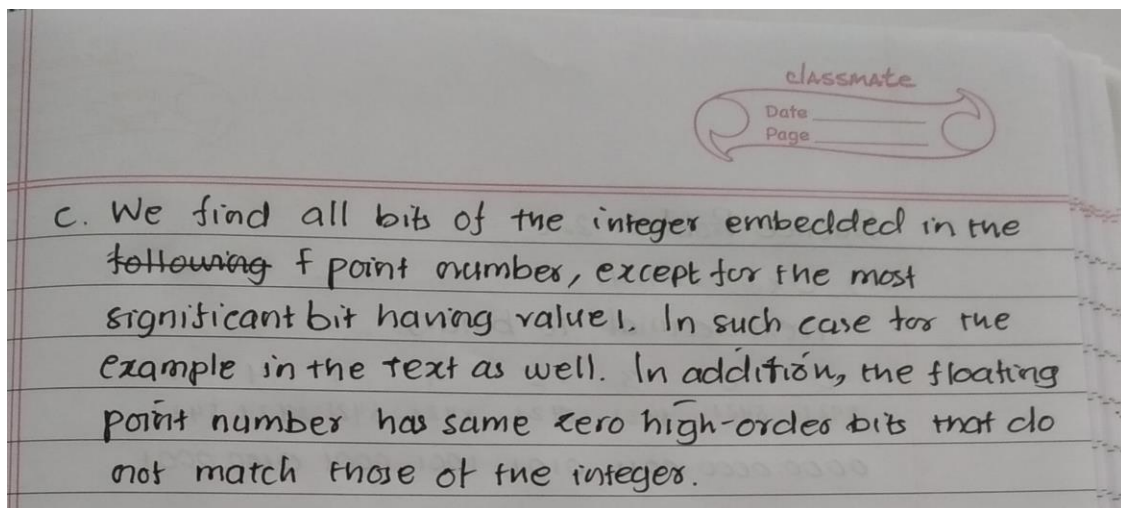 classmate
Date
Page
c. We find all bits of the integer embedded in the
following f point number, except for the most
significant bit having value 1. In such case for the
example in the text as well. In addition, the floating
point number has same zero high-order bits that do
not match those of the integer.